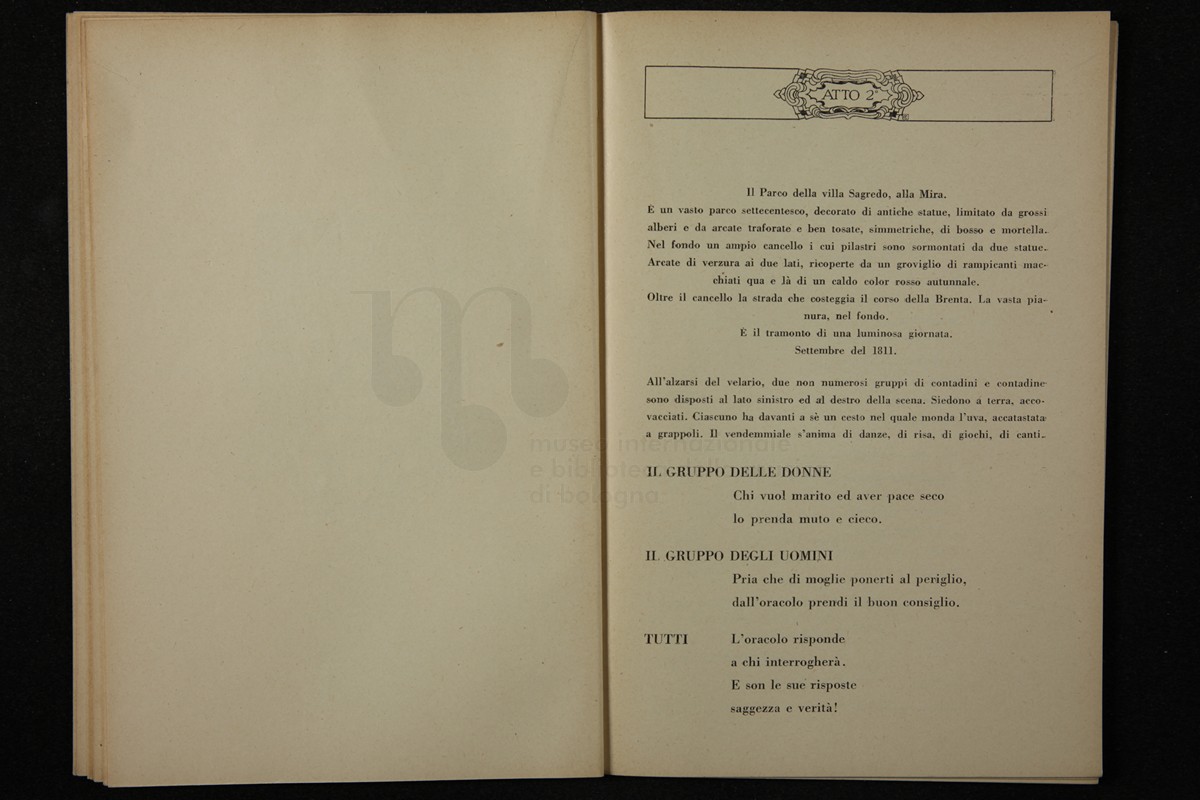 ATTO 2°
Il Parco della villa Sagredo, alla Mira.
È un vasto parco settecentesco, decorato di antiche statue, limitato da grossi
alberi e da arcate traforate e ben tosate, simmetriche, di bosso e mortella.
Nel fondo un ampio cancello i cui pilastri sono sormontati da due statue.
Arcate di verzura ai due lati, ricoperte da un groviglio di rampicanti mac-
chiati qua e là di un caldo color rosso autunnale.
Oltre il cancello la strada che costeggia il corso della Brenta. La vasta pia-
nura, nel fondo.
È il tramonto di una luminosa giornata.
Settembre del 1811.
All'alzarsi del velario, due non numerosi gruppi di contadini e contadine
sono disposti al lato sinistro ed al destro della scena. Siedono a terra, acco-
vacciati. Ciascuno ha davanti a sè un cesto nel quale monda l'uva, accatastata
a grappoli. Il vendemmiale s'anima di danze, di risa, di giochi, di canti.
museo internazionale
e biblioteca della
di bologna
IL GRUPPO DELLE DONNE
Chi vuol marito ed aver pace seco
lo prenda muto e cieco.
IL GRUPPO DEGLI UOMINI
Pria che di moglie ponerti al periglio,
dall'oracolo prendi il buon consiglio.
TUTTI L'oracolo risponde
a chi interrogherà.
E son le sue risposte
saggezza e verità!